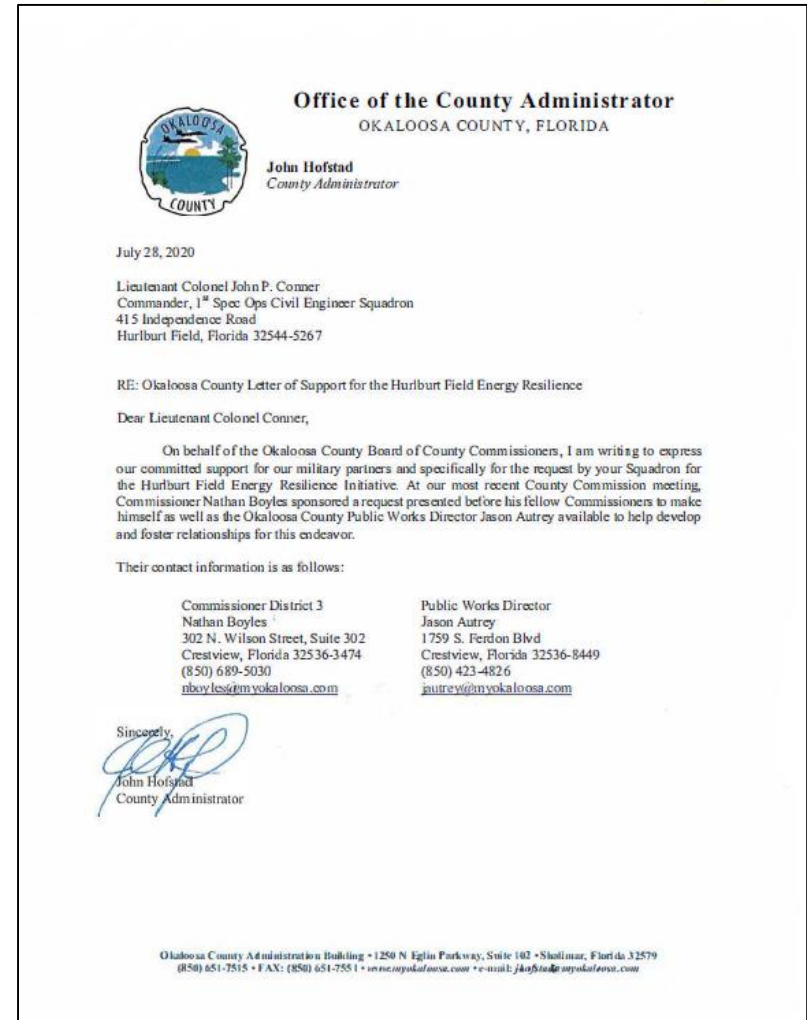 Office of the County Administrator
OKALOOSA COUNTY, FLORIDA
OKALOOSA
COUNTY
John Hofstad
County Administrator
July 28, 2020
Lieutenant Colonel John P. Conner
Commander, 1st Spec Ops Civil Engineer Squadron
415 Independence Road
Hurlburt Field, Florida 32544-5267
RE: Okaloosa County Letter of Support for the Hurlburt Field Energy Resilience
Dear Lieutenant Colonel Conner,
On behalf of the Okaloosa County Board of County Commissioners, I am writing to express
our committed support for our military partners and specifically for the request by your Squadron for
the Hurlburt Field Energy Resilience Initiative. At our most recent County Commission meeting,
Commissioner Nathan Boyles sponsored a request presented before his fellow Commissioners to make
himself as well as the Okaloosa County Public Works Director Jason Autrey available to help develop
and foster relationships for this endeavor.
Their contact information is as follows:
Commissioner District 3
Nathan Boyles
302 N. Wilson Street, Suite 302
Crestview, Florida 32536-3474
(850) 689-5030
nboyles@myokaloosa.com
Public Works Director
Jason Autrey
1759 S. Ferdon Blvd
Crestview, Florida 32536-8449
(850) 423-4826
jautrey@myokaloosa.com
Sincerely,
John Hofstad
County Administrator
Okaloosa County Administration Building • 1250 N Eglin Parkway, Suite 102 • Shalimar, Florida 32579
(850) 651-7515 • FAX: (850) 651-7551 • www.myokaloosa.com • e-mail: jhofstad@myokaloosa.com